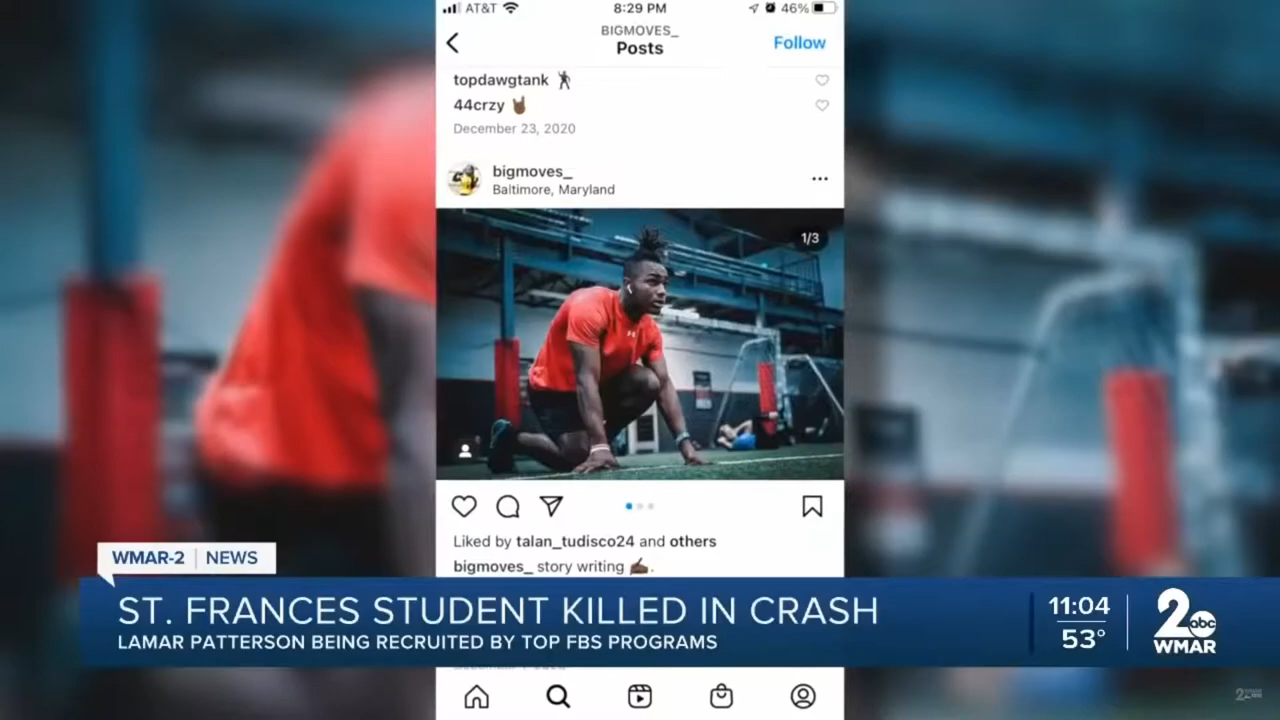 AT&T
8:29 PM
46%
BIGMOVES_
Posts
Follow
topdawgtank
44crzy
December 23, 2020
bigmoves_
Baltimore, Maryland
1/3
Liked by talan_tudisco24 and others
bigmoves_ story writing ✍🏿.
WMAR-2 | NEWS
ST. FRANCES STUDENT KILLED IN CRASH
LAMAR PATTERSON BEING RECRUITED BY TOP FBS PROGRAMS
11:04
53°
2 abc
WMAR